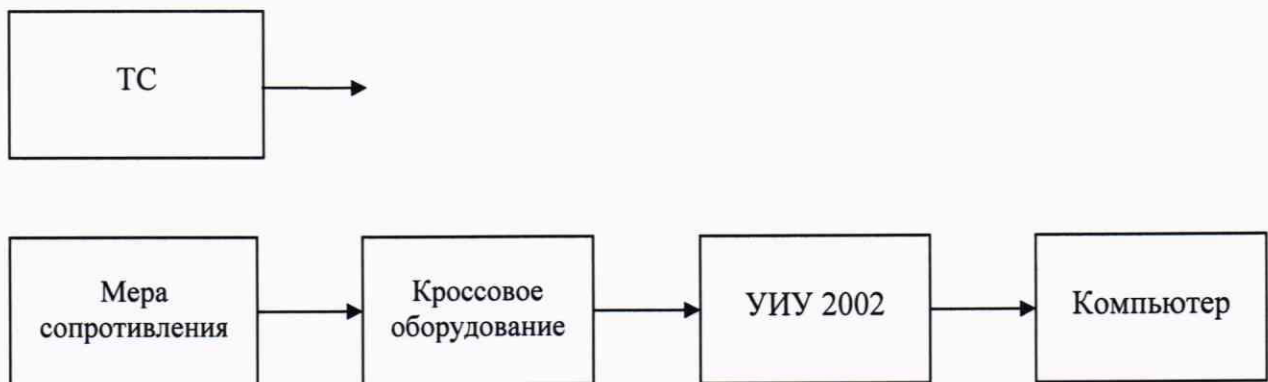 ТС
Мера
сопротивления
Кроссовое
оборудование
УИУ 2002
Компьютер